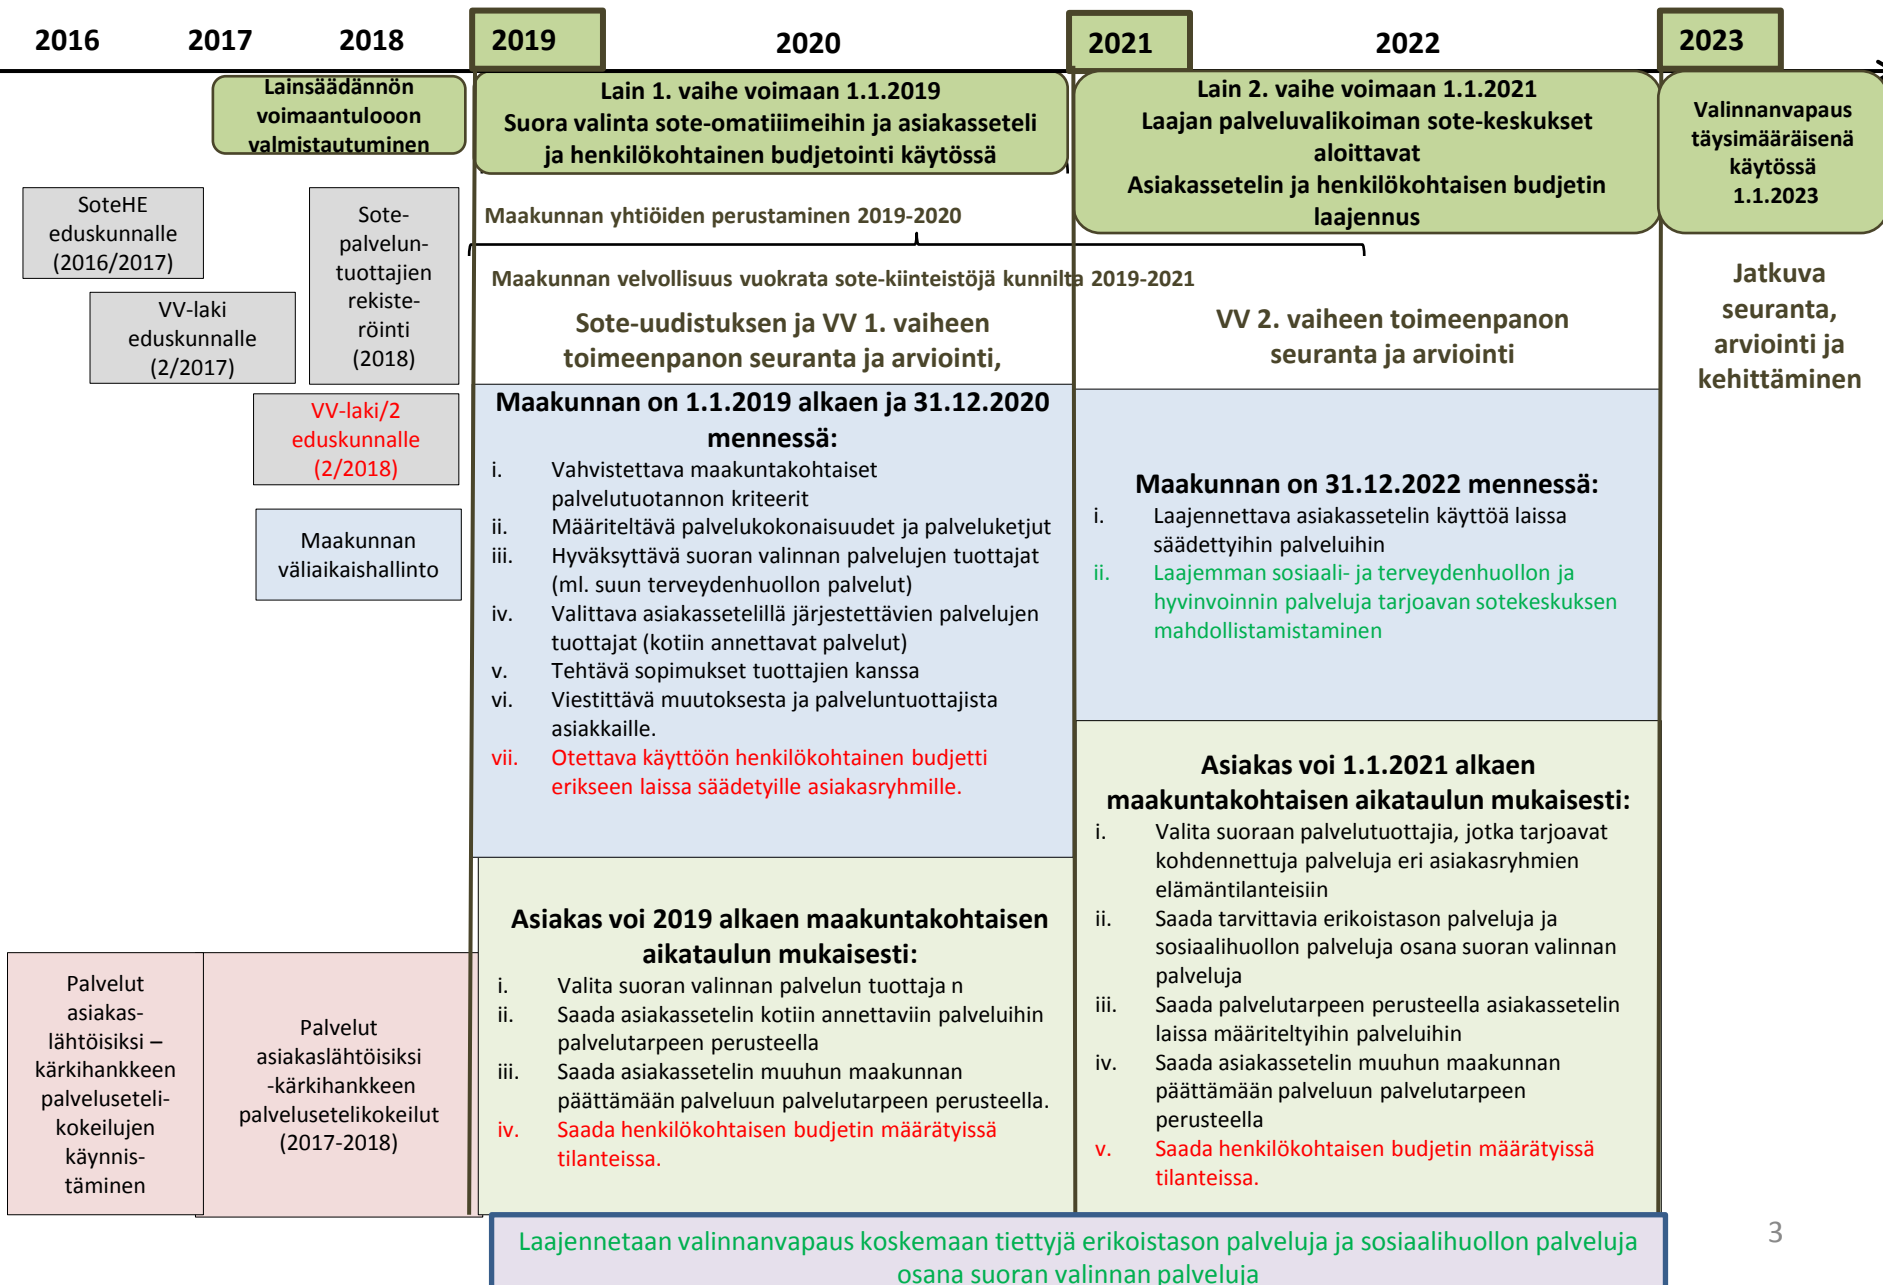 2016
2017
2018
2019
2020
2021
2022
2023
Lainsäädännön
voimaantulooon
valmistautuminen
Lain 1. vaihe voimaan 1.1.2019
Suora valinta sote-omatiiimeihin ja asiakasseteli
ja henkilökohtainen budjetointi käytössä
Lain 2. vaihe voimaan 1.1.2021
Laajan palveluvalikoiman sote-keskukset
aloittavat
Asiakassetelin ja henkilökohtaisen budjetin
laajennus
Valinnanvapaus
täysimääräisenä
käytössä
1.1.2023
SoteHE
eduskunnalle
(2016/2017)
VV-laki
eduskunnalle
(2/2017)
Sote-
palvelun-
tuottajien
rekiste-
röinti
(2018)
VV-laki/2
eduskunnalle
(2/2018)
Maakunnan
väliaikaishallinto
Maakunnan yhtiöiden perustaminen 2019-2020
Maakunnan velvollisuus vuokrata sote-kiinteistöjä kunnilta 2019-2021
Sote-uudistuksen ja VV 1. vaiheen
toimeenpanon seuranta ja arviointi,
VV 2. vaiheen toimeenpanon
seuranta ja arviointi
Jatkuva
seuranta,
arviointi ja
kehittäminen
Maakunnan on 1.1.2019 alkaen ja 31.12.2020
mennessä:
i. Vahvistettava maakuntakohtaiset
palvelutuotannon kriteerit
ii. Määriteltävä palvelukokonaisuudet ja palveluketjut
iii. Hyväksyttävä suoran valinnan palvelujen tuottajat
(ml. suun terveydenhuollon palvelut)
iv. Valittava asiakassetelillä järjestettävien palvelujen
tuottajat (kotiin annettavat palvelut)
v. Tehtävä sopimukset tuottajien kanssa
vi. Viestittävä muutoksesta ja palveluntuottajista
asiakkaille.
vii. Otettava käyttöön henkilökohtainen budjetti
erikseen laissa säädetyille asiakasryhmille.
Maakunnan on 31.12.2022 mennessä:
i. Laajennettava asiakassetelin käyttöä laissa
säädettyihin palveluihin
ii. Laajemman sosiaali- ja terveydenhuollon ja
hyvinvoinnin palveluja tarjoavan sotekeskuksen
mahdollistamistaminen
Asiakas voi 2019 alkaen maakuntakohtaisen
aikataulun mukaisesti:
i. Valita suoran valinnan palvelun tuottaja n
ii. Saada asiakassetelin kotiin annettaviin palveluihin
palvelutarpeen perusteella
iii. Saada asiakassetelin muuhun maakunnan
päättämään palveluun palvelutarpeen perusteella.
iv. Saada henkilökohtaisen budjetin määrätyissä
tilanteissa.
Asiakas voi 1.1.2021 alkaen
maakuntakohtaisen aikataulun mukaisesti:
i. Valita suoraan palvelutuottajia, jotka tarjoavat
kohdennettuja palveluja eri asiakasryhmien
elämäntilanteisiin
ii. Saada tarvittavia erikoistason palveluja ja
sosiaalihuollon palveluja osana suoran valinnan
palveluja
iii. Saada palvelutarpeen perusteella asiakassetelin
laissa määriteltyihin palveluihin
iv. Saada asiakassetelin muuhun maakunnan
päättämään palveluun palvelutarpeen
perusteella
v. Saada henkilökohtaisen budjetin määrätyissä
tilanteissa.
Palvelut
asiakas-
lähtöisiksi –
kärkihankkeen
palveluseteli-
kokeilujen
käynnis-
täminen
Palvelut
asiakaslähtöisiksi
-kärkihankkeen
palvelusetelikokeilut
(2017-2018)
Laajennetaan valinnanvapaus koskemaan tiettyjä erikoistason palveluja ja sosiaalihuollon palveluja
osana suoran valinnan palveluja
3